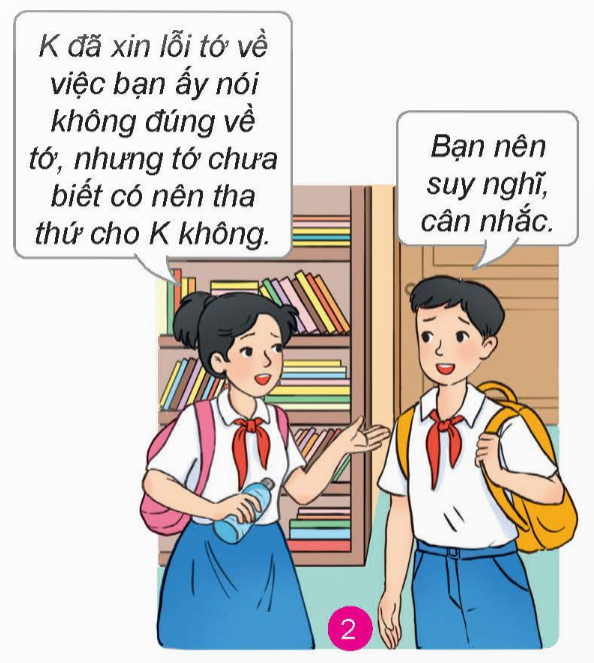 K đã xin lỗi tớ về
việc bạn ấy nói
không đúng về
tớ, nhưng tớ chưa
biết có nên tha
thứ cho K không.
Bạn nên
suy nghĩ,
cân nhắc.
2